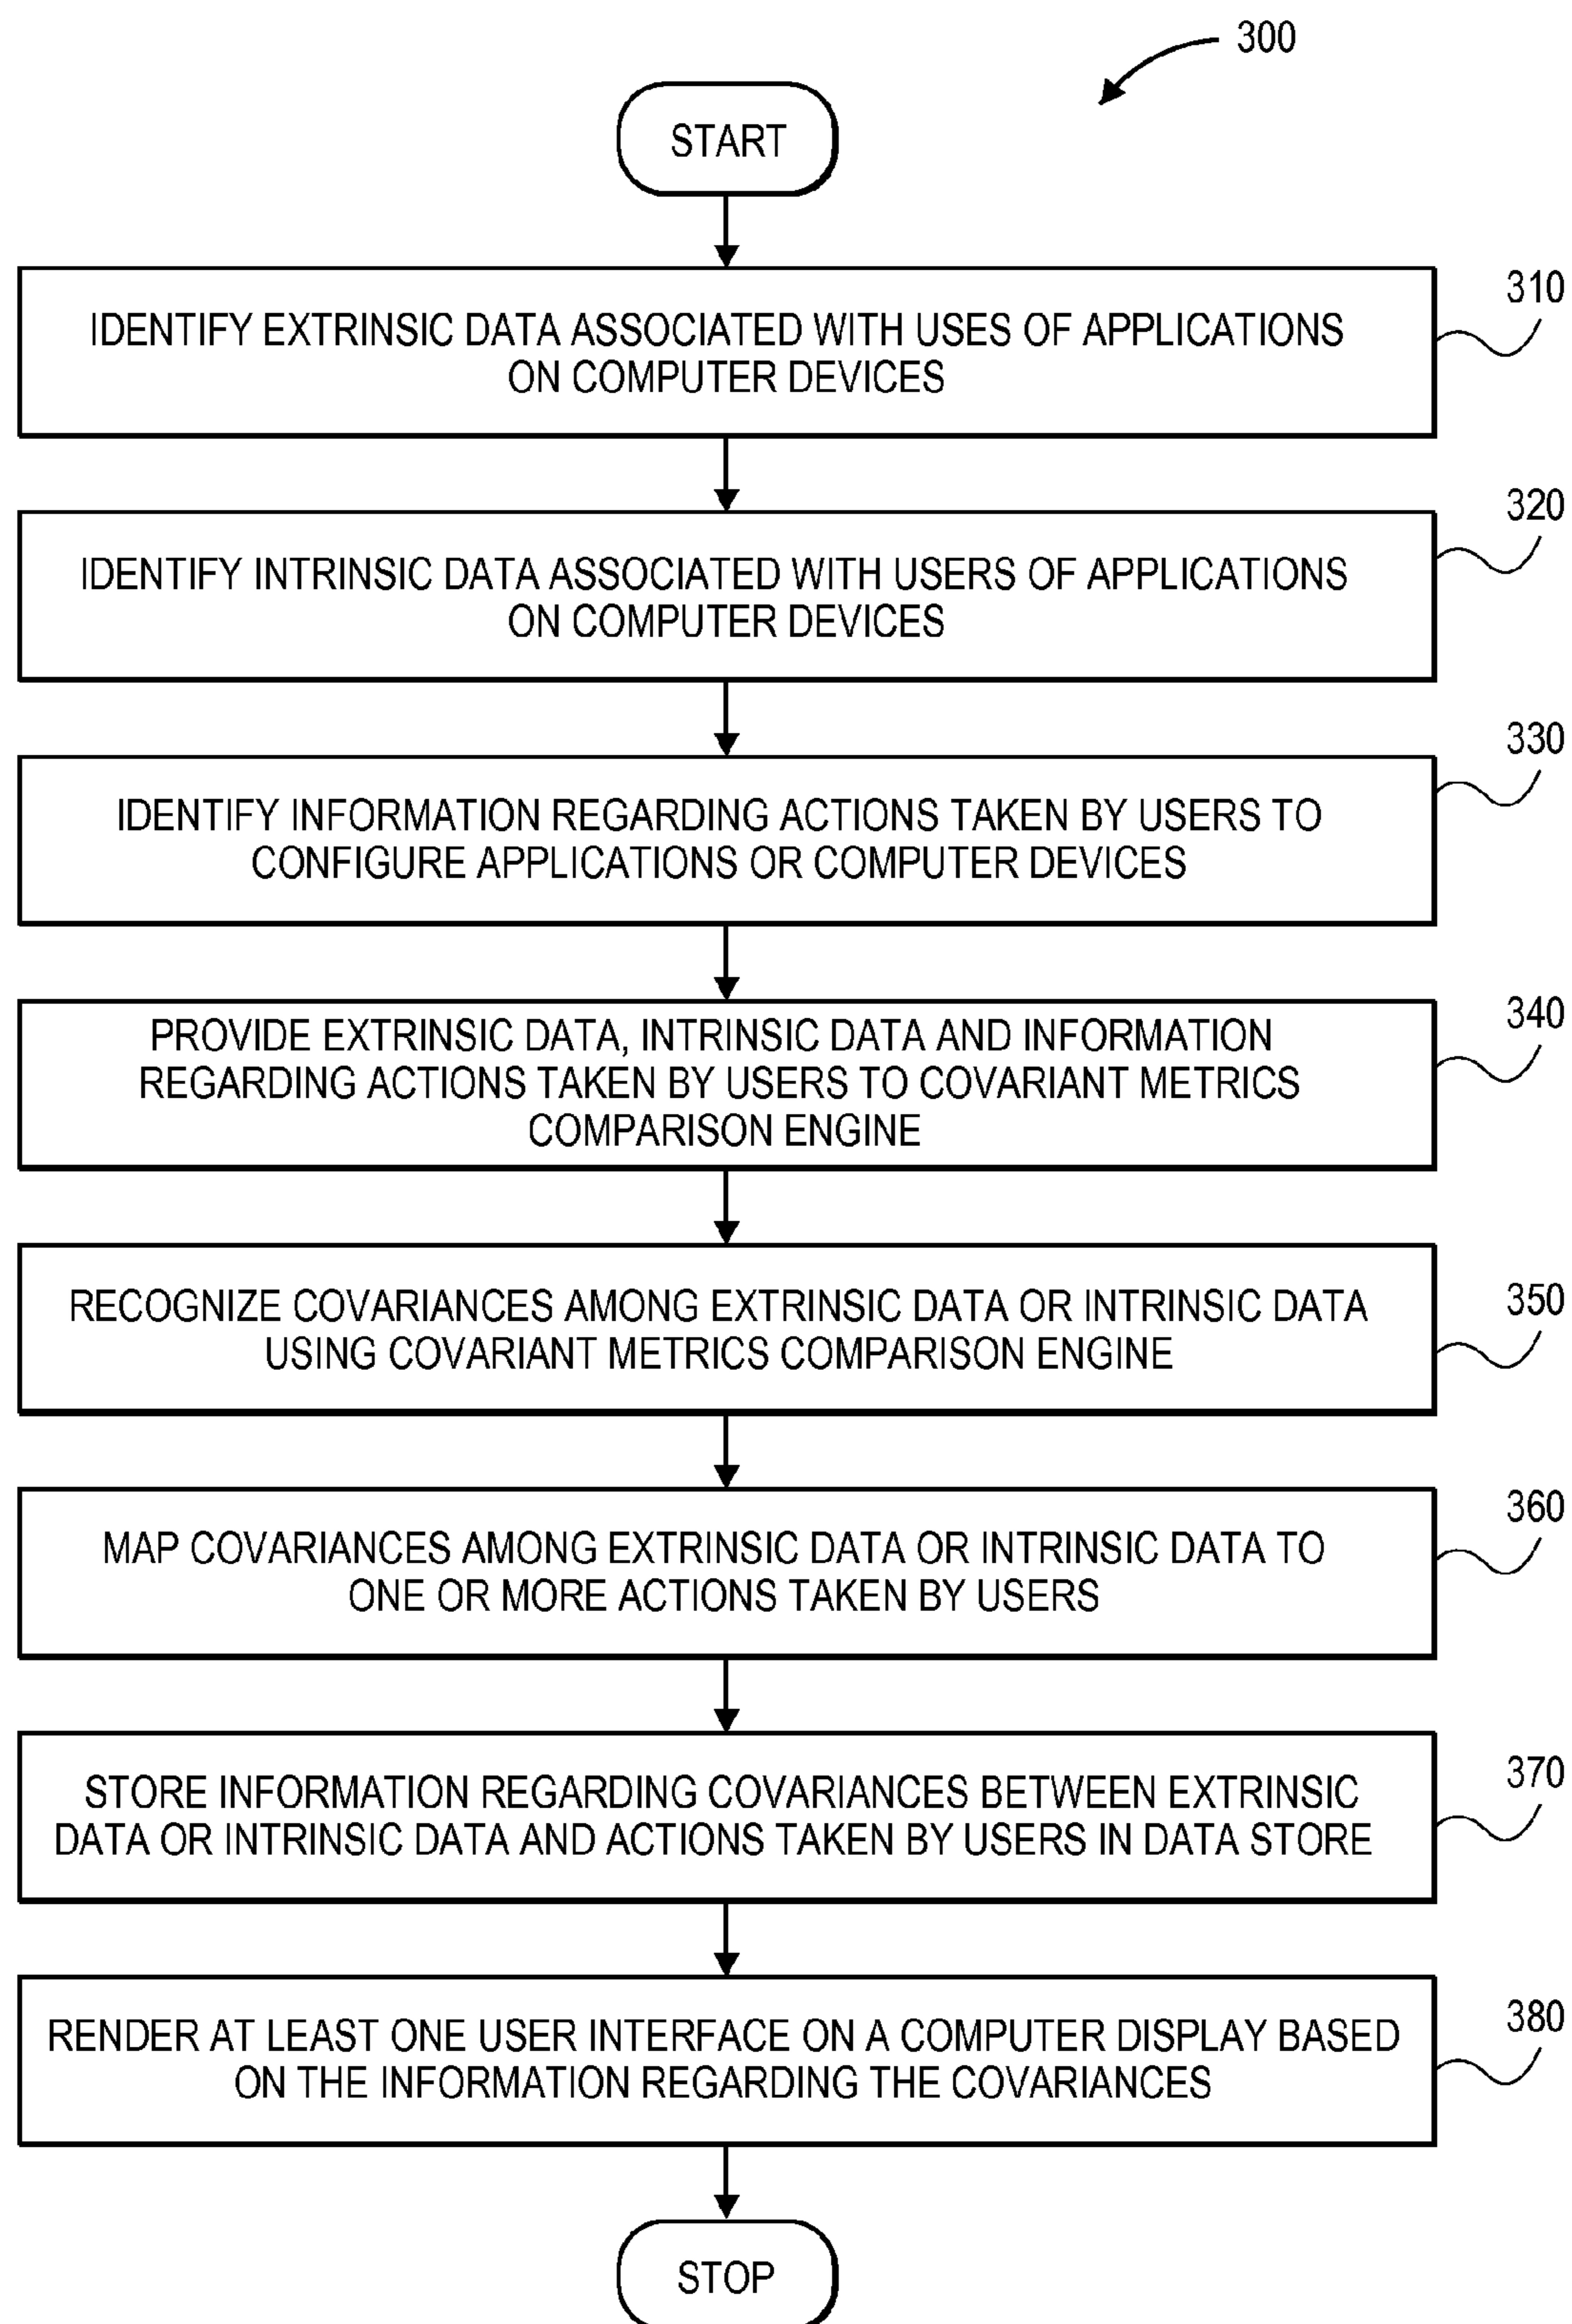 300
START
310
IDENTIFY EXTRINSIC DATA ASSOCIATED WITH USES OF APPLICATIONS
ON COMPUTER DEVICES
320
IDENTIFY INTRINSIC DATA ASSOCIATED WITH USERS OF APPLICATIONS
ON COMPUTER DEVICES
330
IDENTIFY INFORMATION REGARDING ACTIONS TAKEN BY USERS TO
CONFIGURE APPLICATIONS OR COMPUTER DEVICES
340
PROVIDE EXTRINSIC DATA, INTRINSIC DATA AND INFORMATION
REGARDING ACTIONS TAKEN BY USERS TO COVARIANT METRICS
COMPARISON ENGINE
350
RECOGNIZE COVARIANCES AMONG EXTRINSIC DATA OR INTRINSIC DATA
USING COVARIANT METRICS COMPARISON ENGINE
360
MAP COVARIANCES AMONG EXTRINSIC DATA OR INTRINSIC DATA TO
ONE OR MORE ACTIONS TAKEN BY USERS
370
STORE INFORMATION REGARDING COVARIANCES BETWEEN EXTRINSIC
DATA OR INTRINSIC DATA AND ACTIONS TAKEN BY USERS IN DATA STORE
380
RENDER AT LEAST ONE USER INTERFACE ON A COMPUTER DISPLAY BASED
ON THE INFORMATION REGARDING THE COVARIANCES
STOP